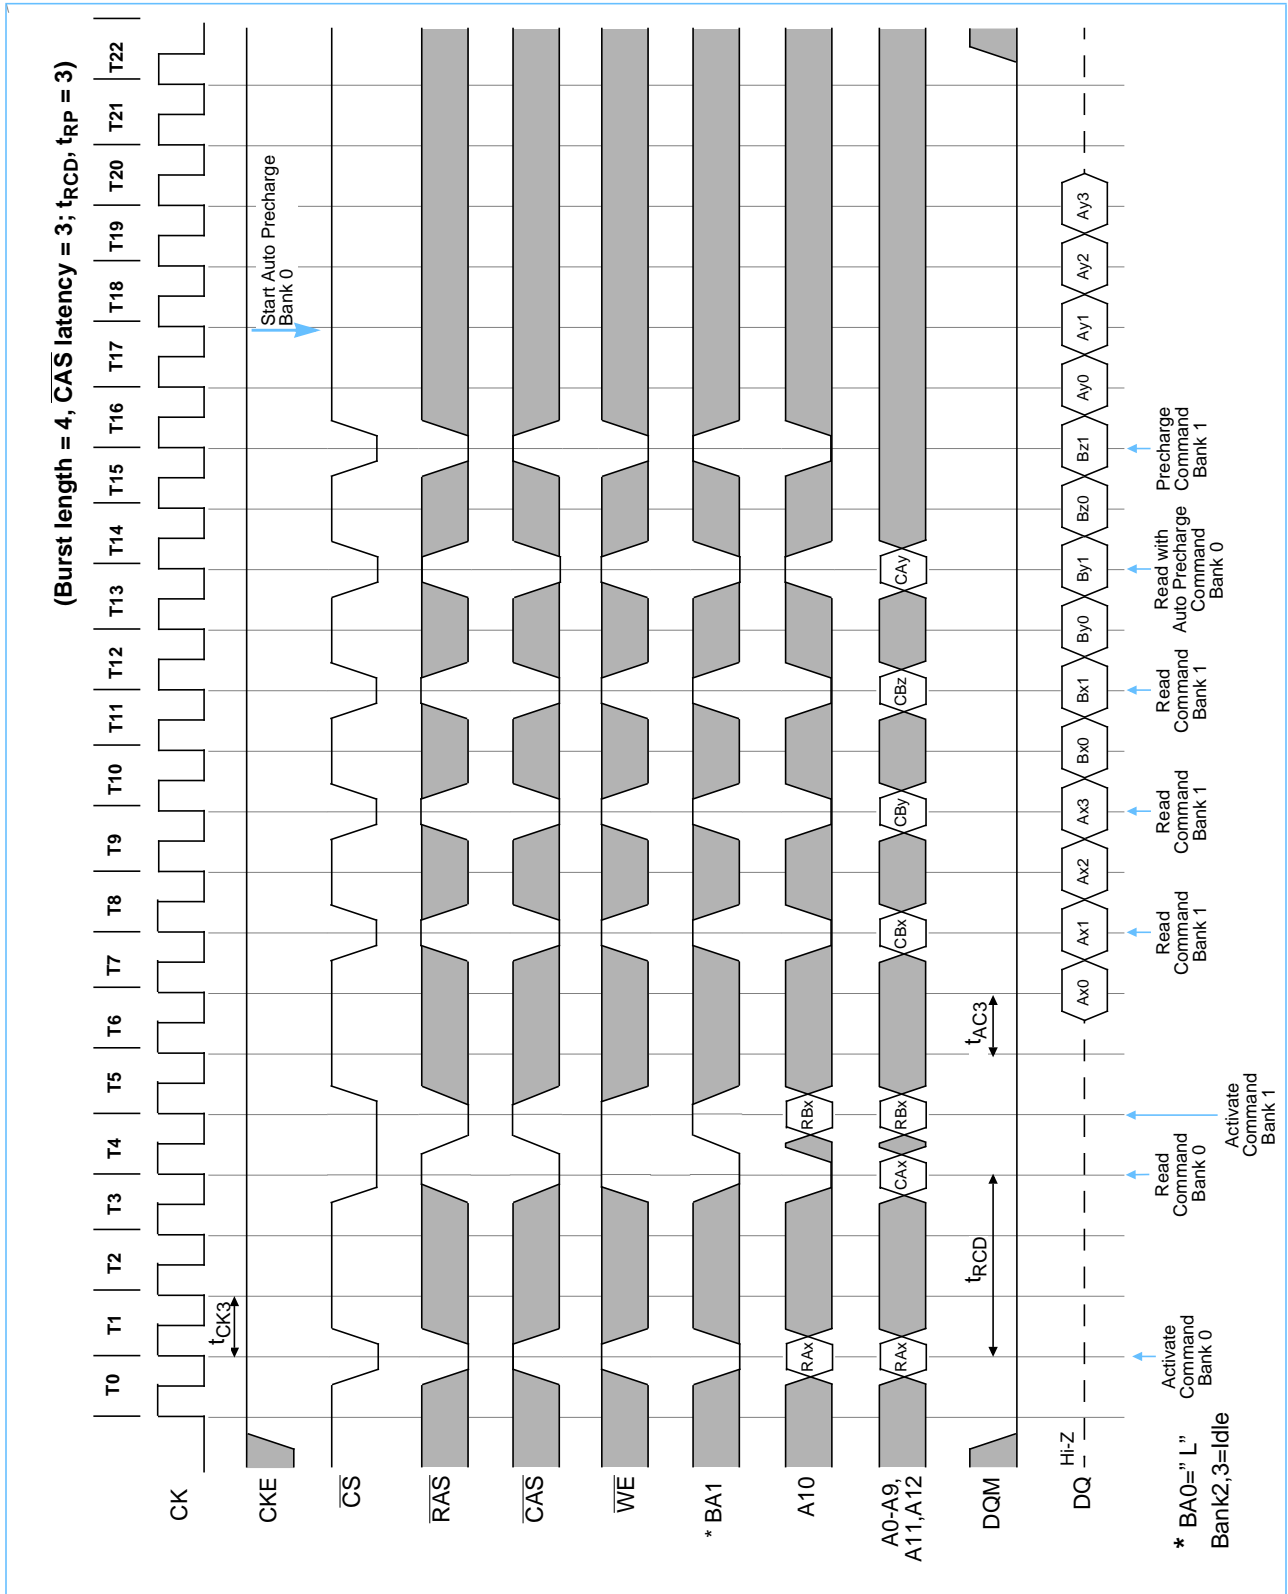 (Burst length = 4, CAS latency = 3; tRCD, tRP = 3)
T0 T1 T2 T3 T4 T5 T6 T7 T8 T9 T10 T11 T12 T13 T14 T15 T16 T17 T18 T19 T20 T21 T22
CK
tCK3
CKE
Start Auto Precharge
Bank 0
CS
RAS
CAS
WE
* BA1
A10
RAx RBx
A0-A9,
A11,A12
RAx CAx RBx CBx CBy CBz CAy
DQM
tRCD tAC3
DQ
Hi-Z
Ax0 Ax1 Ax2 Ax3 Bx0 Bx1 By0 By1 Bz0 Bz1 Ay0 Ay1 Ay2 Ay3
Activate
Command
Bank 0
Read
Command
Bank 0
Activate
Command
Bank 1
Read
Command
Bank 1
Read
Command
Bank 1
Read
Command
Bank 1
Read with
Auto Precharge
Command
Bank 0
Precharge
Command
Bank 1
* BA0=” L”
Bank2,3=Idle